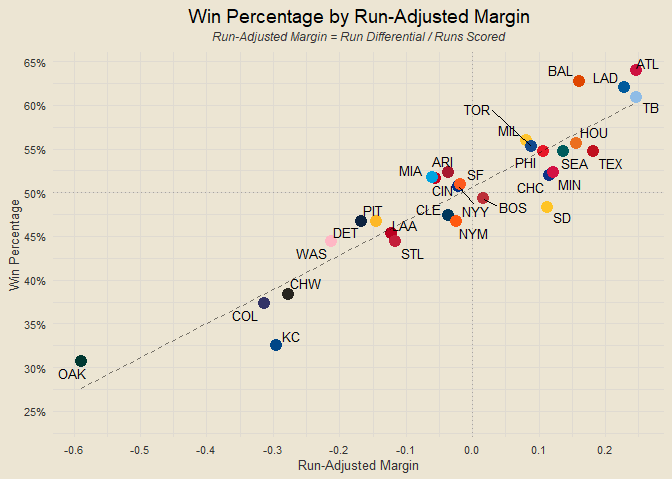 Win Percentage by Run-Adjusted Margin
Run-Adjusted Margin = Run Differential / Runs Scored
65%
60%
55%
50%
45%
40%
35%
30%
25%
Win Percentage
ATL
BAL
LAD
TB
TOR
MIL
HOU
PHI
SEA
TEX
ARI
MIA
SF
CIN
CHC
MIN
NYY
BOS
CLE
SD
PIT
DET
LAA
NYM
WAS
STL
CHW
COL
KC
OAK
-0.6
-0.5
-0.4
-0.3
-0.2
-0.1
0.0
0.1
0.2
Run-Adjusted Margin